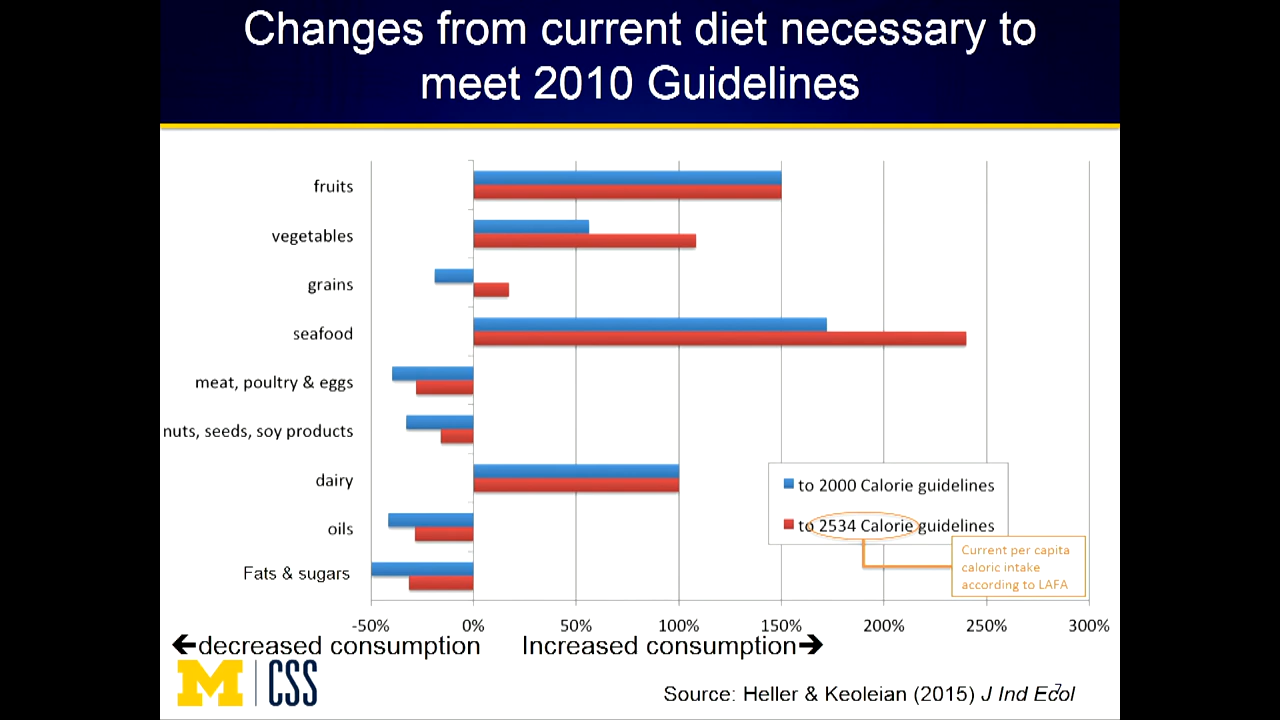 Changes from current diet necessary to
meet 2010 Guidelines
fruits
vegetables
grains
seafood
meat, poultry & eggs
nuts, seeds, soy products
dairy
oils
Fats & sugars
to 2000 Calorie guidelines
to 2534 Calorie guidelines
Current per capita
caloric intake
according to LAFA
-50% 0% 50% 100% 150% 200% 250% 300%
←decreased consumption Increased consumption→
M CSS
Source: Heller & Keoleian (2015) J Ind Ecol
7